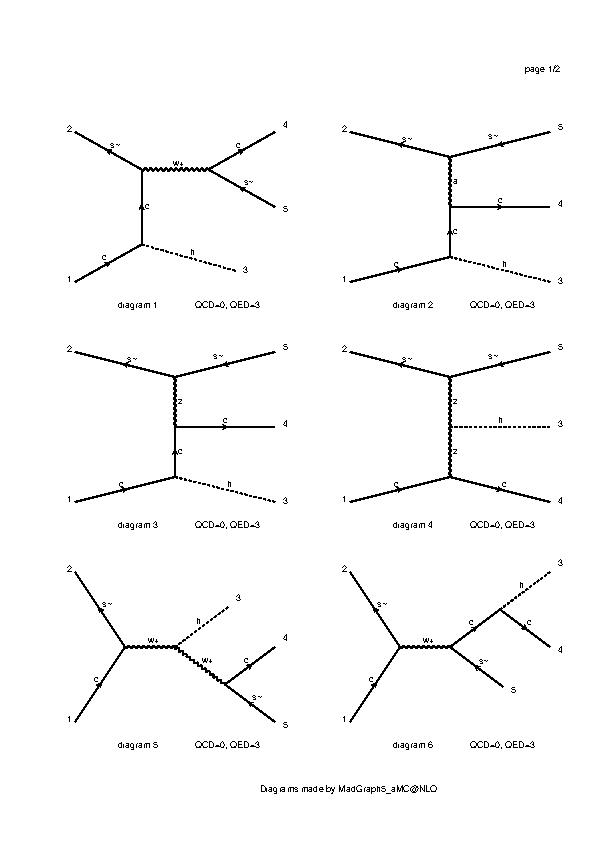 page 1/2
2 s~ w+ c 4
c s~ 5
1 c h 3
diagram 1 QCD=0, QED=3
2 s~ s~ 5
a c 4
c
1 c h 3
diagram 2 QCD=0, QED=3
2 s~ s~ 5
z c 4
c
1 c h 3
diagram 3 QCD=0, QED=3
2 s~ s~ 5
z h 3
z
1 c c 4
diagram 4 QCD=0, QED=3
2 s~ h 3
w+ w+ c 4
1 c s~ 5
diagram 5 QCD=0, QED=3
2 s~ h 3
w+ c c 4
1 c s~ 5
diagram 6 QCD=0, QED=3
Diagrams made by MadGraph5_aMC@NLO